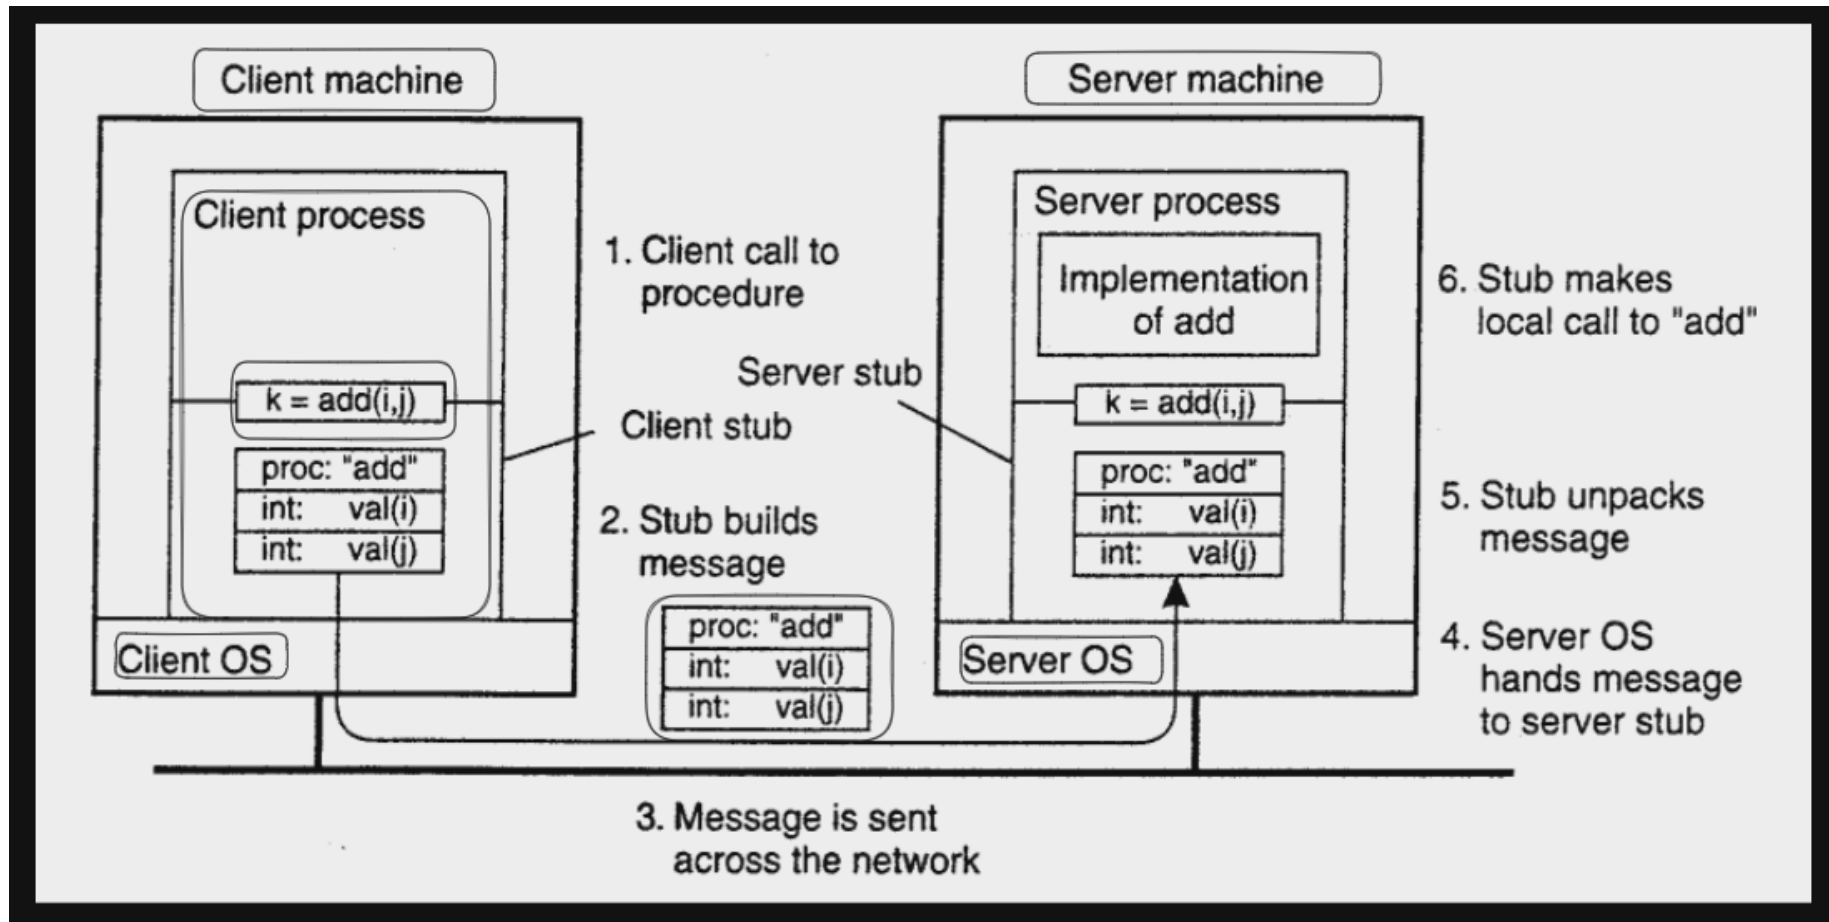 Client machine
Server machine
Client process
k = add(i,j)
proc: "add"
int: val(i)
int: val(j)
Client OS
1. Client call to
procedure
Client stub
2. Stub builds
message
proc: "add"
int: val(i)
int: val(j)
3. Message is sent
across the network
Server stub
Server process
Implementation
of add
k = add(i,j)
proc: "add"
int: val(i)
int: val(j)
Server OS
6. Stub makes
local call to "add"
5. Stub unpacks
message
4. Server OS
hands message
to server stub